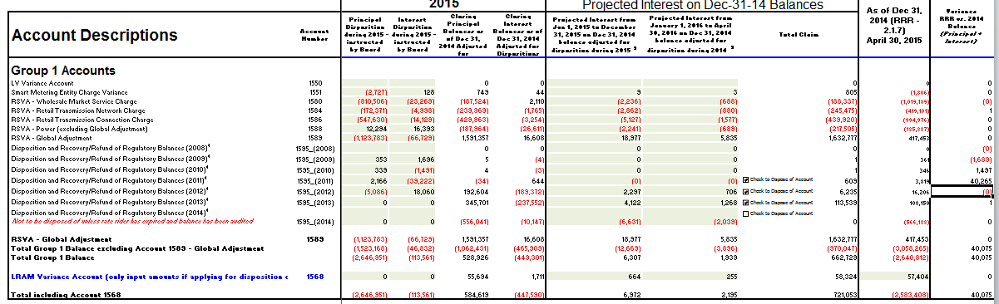 2015
Projected Interest on Dec-31-14 Balances
Account Descriptions
Account Number
Principal Disposition during 2015 - instructed by Board
Interest Disposition during 2015 - instructed by Board
Closing Principal Balances as of Dec 31, 2014 Adjusted for
Closing Interest Balances as of Dec 31, 2014 Adjusted for Dispositions
Projected Interest from Jan 1, 2015 to December 31, 2015 on Dec 31, 2014 balance adjusted for disposition during 2015
Projected Interest from January 1, 2016 to April 30, 2016 on Dec 31, 2014 balance adjusted for disposition during 2014
Total Claim
As of Dec 31, 2014 (RRR - 2.1.7) April 30, 2015
Variance RRR vs. 2014 Balance (Principal + Interest)
Group 1 Accounts
LV Variance Account 1550 0 0 0 0 0 0 0
Smart Metering Entity Charge Variance 1551 (2,727) 128 749 44 9 3 805 (1,806) 0
RSVA - Wholesale Market Service Charge 1580 (810,506) (23,269) (187,524) 2,110 (2,236) (688) (188,337) (1,019,189) (0)
RSVA - Retail Transmission Network Charge 1584 (172,371) (4,998) (239,969) (1,765) (2,862) (880) (245,475) (419,101) 1
RSVA - Retail Transmission Connection Charge 1586 (547,630) (14,129) (429,963) (3,254) (5,127) (1,577) (439,920) (994,976) 0
RSVA - Power (excluding Global Adjustment) 1588 12,294 16,393 (187,964) (26,611) (2,241) (689) (217,505) (185,887) 0
RSVA - Global Adjustment 1589 (1,123,783) (66,729) 1,591,357 16,608 18,977 5,835 1,632,777 417,453 0
Disposition and Recovery/Refund of Regulatory Balances (2008)4 1595_(2008) 0 0 0 0 0 (0)
Disposition and Recovery/Refund of Regulatory Balances (2009)4 1595_(2009) 353 1,696 5 (4) 0 0 1 361 (1,689)
Disposition and Recovery/Refund of Regulatory Balances (2010)4 1595_(2010) 339 (1,491) 4 (3) 0 0 1 346 1,497
Disposition and Recovery/Refund of Regulatory Balances (2011)4 1595_(2011) 2,166 (39,222) (34) 644 (0) (0) Check to Dispose of Account 609 3,819 40,265
Disposition and Recovery/Refund of Regulatory Balances (2012)4 1595_(2012) (5,086) 18,060 192,604 (189,372) 2,297 706 Check to Dispose of Account 6,235 16,206 (0)
Disposition and Recovery/Refund of Regulatory Balances (2013)4 1595_(2013) 0 0 345,701 (237,552) 4,122 1,268 Check to Dispose of Account 113,539 108,150 1
Disposition and Recovery/Refund of Regulatory Balances (2014)4 Check to Dispose of Account
Not to be disposed of unless rate rider has expired and balance has been audited 1595_(2014) 0 0 (556,041) (10,147) (6,631) (2,039) 0 (566,188) 0
RSVA - Global Adjustment 1589 (1,123,783) (66,729) 1,591,357 16,608 18,977 5,835 1,632,777 417,453 0
Total Group 1 Balance excluding Account 1589 - Global Adjustment (1,523,168) (46,832) (1,062,431) (465,909) (12,669) (3,896) (970,047) (3,058,265) 40,075
Total Group 1 Balance (2,646,951) (113,561) 528,926 (449,301) 6,307 1,939 662,729 (2,640,812) 40,075
LRAM Variance Account (only input amounts if applying for disposition 1568 0 0 55,694 1,711 664 255 58,324 57,404 0
Total including Account 1568 (2,646,951) (113,561) 584,619 (447,590) 6,972 2,195 721,053 (2,583,408) 40,075